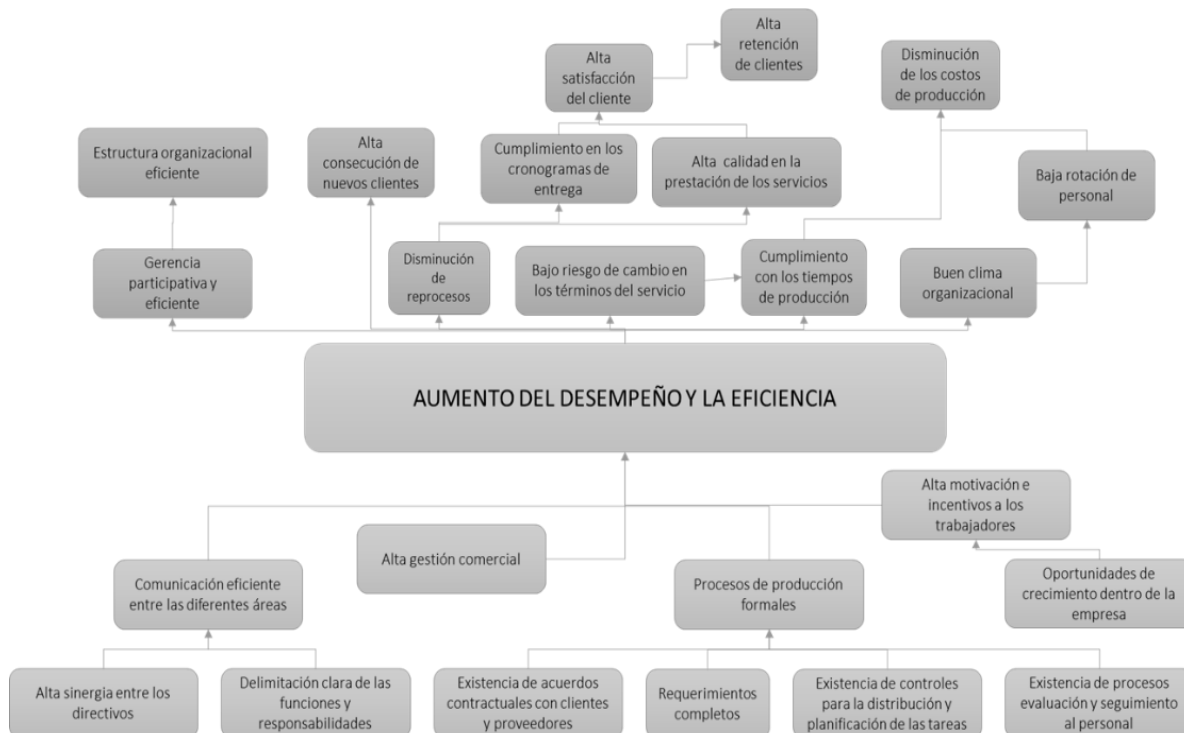 Alta
retención
de clientes
Alta
satisfacción
del cliente
Disminución
de los costos
de producción
Estructura organizacional
eficiente
Alta
consecución de
nuevos clientes
Cumplimiento en los
cronogramas de
entrega
Alta calidad en la
prestación de los servicios
Baja rotación de
personal
Gerencia
participativa y
eficiente
Disminución
de
reprocesos
Bajo riesgo de cambio en
los términos del servicio
Cumplimiento
con los tiempos
de producción
Buen clima
organizacional
AUMENTO DEL DESEMPEÑO Y LA EFICIENCIA
Alta motivación e
incentivos a los
trabajadores
Alta gestión comercial
Comunicación eficiente
entre las diferentes áreas
Procesos de producción
formales
Oportunidades de
crecimiento dentro de la
empresa
Alta sinergia entre los
directivos
Delimitación clara de las
funciones y
responsabilidades
Existencia de acuerdos
contractuales con clientes
y proveedores
Requerimientos
completos
Existencia de controles
para la distribución y
planificación de las tareas
Existencia de procesos
evaluación y seguimiento
al personal